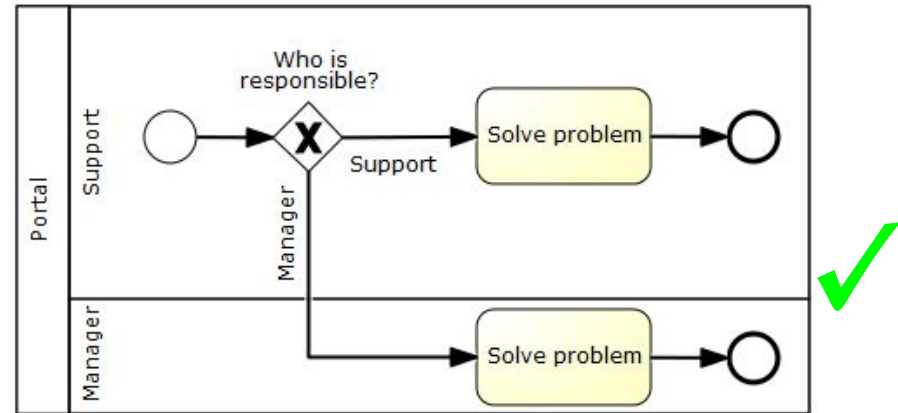 Portal
Support
Who is
responsible?
Solve problem
Support
Manager
Manager
Solve problem